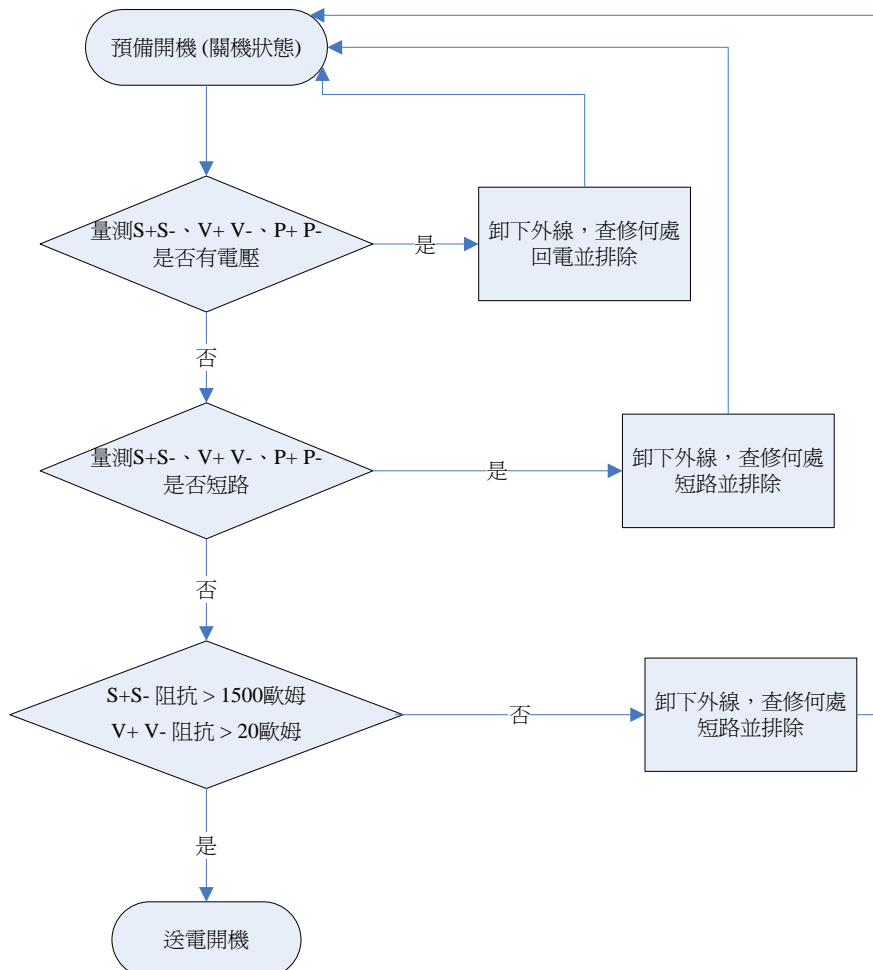 預備開機 (關機狀態)
量測S+S-、V+ V-、P+ P-
是否有電壓
是
卸下外線，查修何處
回電並排除
否
量測S+S-、V+ V-、P+ P-
是否短路
是
卸下外線，查修何處
短路並排除
否
S+S- 阻抗 > 1500歐姆
V+ V- 阻抗 > 20歐姆
否
卸下外線，查修何處
短路並排除
是
送電開機